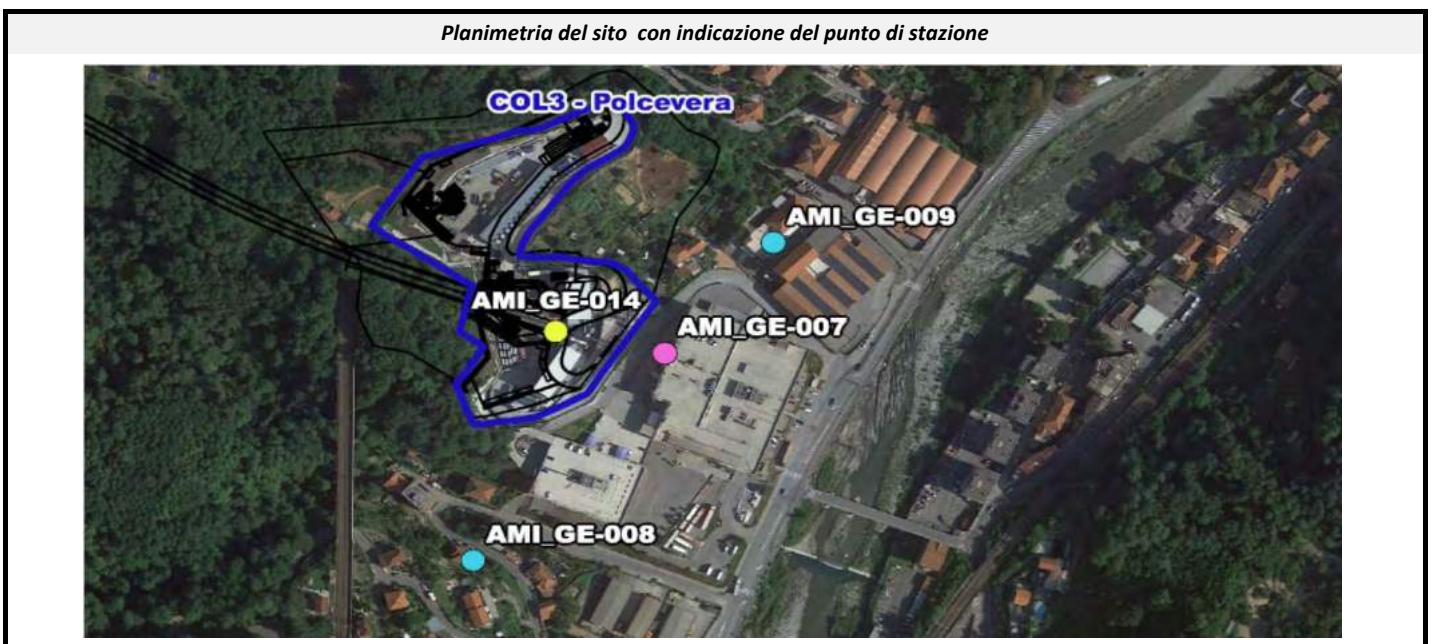 Planimetria del sito con indicazione del punto di stazione
COL3 - Polcevera
AMI_GE-009
AMI_GE-014
AMI_GE-007
AMI_GE-008